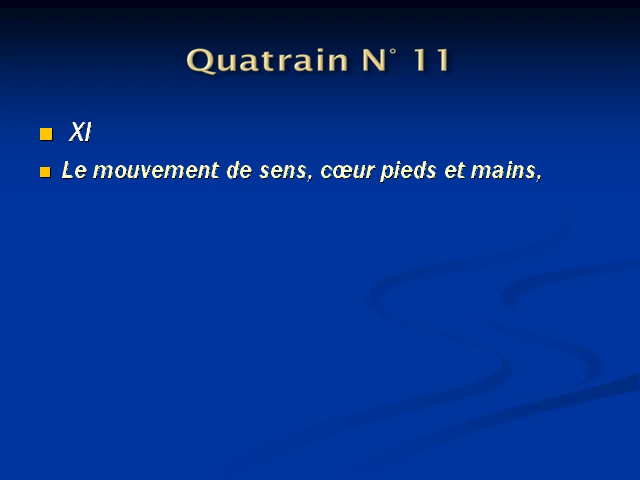 Quatrain N° 11
XI
Le mouvement de sens, cœur pieds et mains,